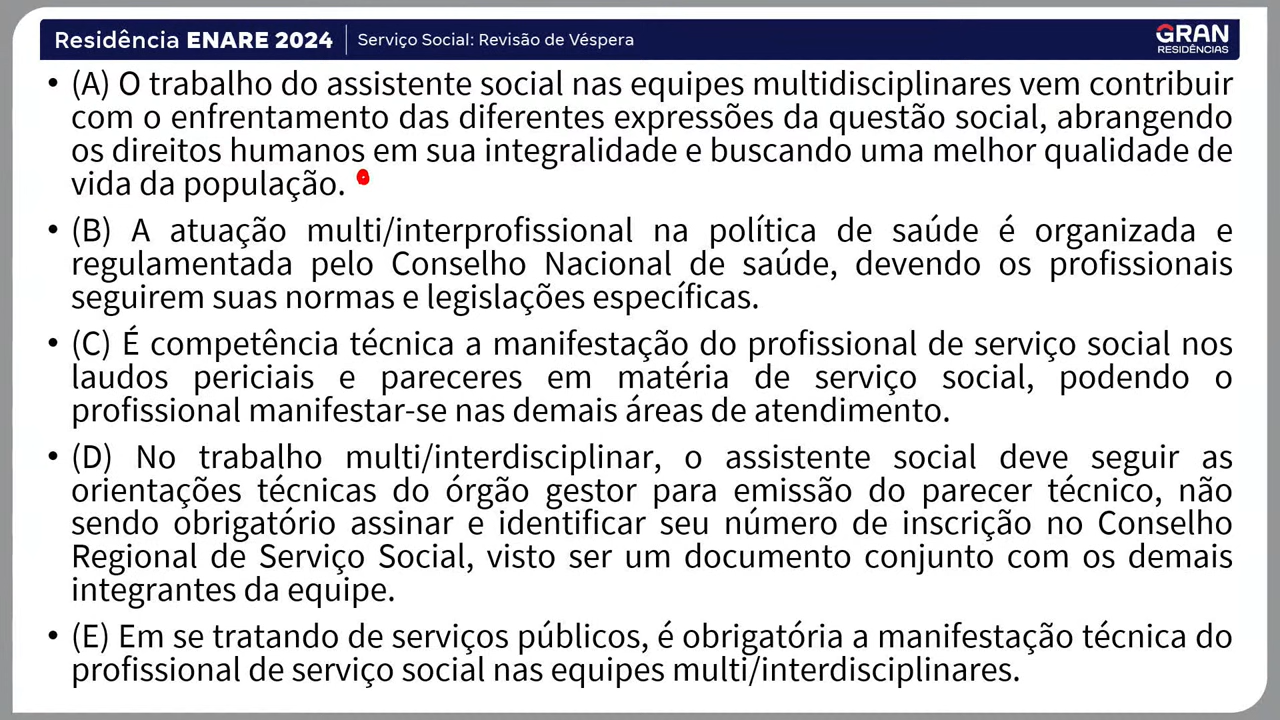 Residência ENARE 2024 Serviço Social: Revisão de Véspera GRAN
RESIDÊNCIAS
• (A) O trabalho do assistente social nas equipes multidisciplinares vem contribuir
com o enfrentamento das diferentes expressões da questão social, abrangendo
os direitos humanos em sua integralidade e buscando uma melhor qualidade de
vida da população.
• (B) A atuação multi/interprofissional na política de saúde é organizada e
regulamentada pelo Conselho Nacional de saúde, devendo os profissionais
seguirem suas normas e legislações específicas.
• (C) É competência técnica a manifestação do profissional de serviço social nos
laudos periciais e pareceres em matéria de serviço social, podendo o
profissional manifestar-se nas demais áreas de atendimento.
• (D) No trabalho multi/interdisciplinar, o assistente social deve seguir as
orientações técnicas do órgão gestor para emissão do parecer técnico, não
sendo obrigatório assinar e identificar seu número de inscrição no Conselho
Regional de Serviço Social, visto ser um documento conjunto com os demais
integrantes da equipe.
• (E) Em se tratando de serviços públicos, é obrigatória a manifestação técnica do
profissional de serviço social nas equipes multi/interdisciplinares.